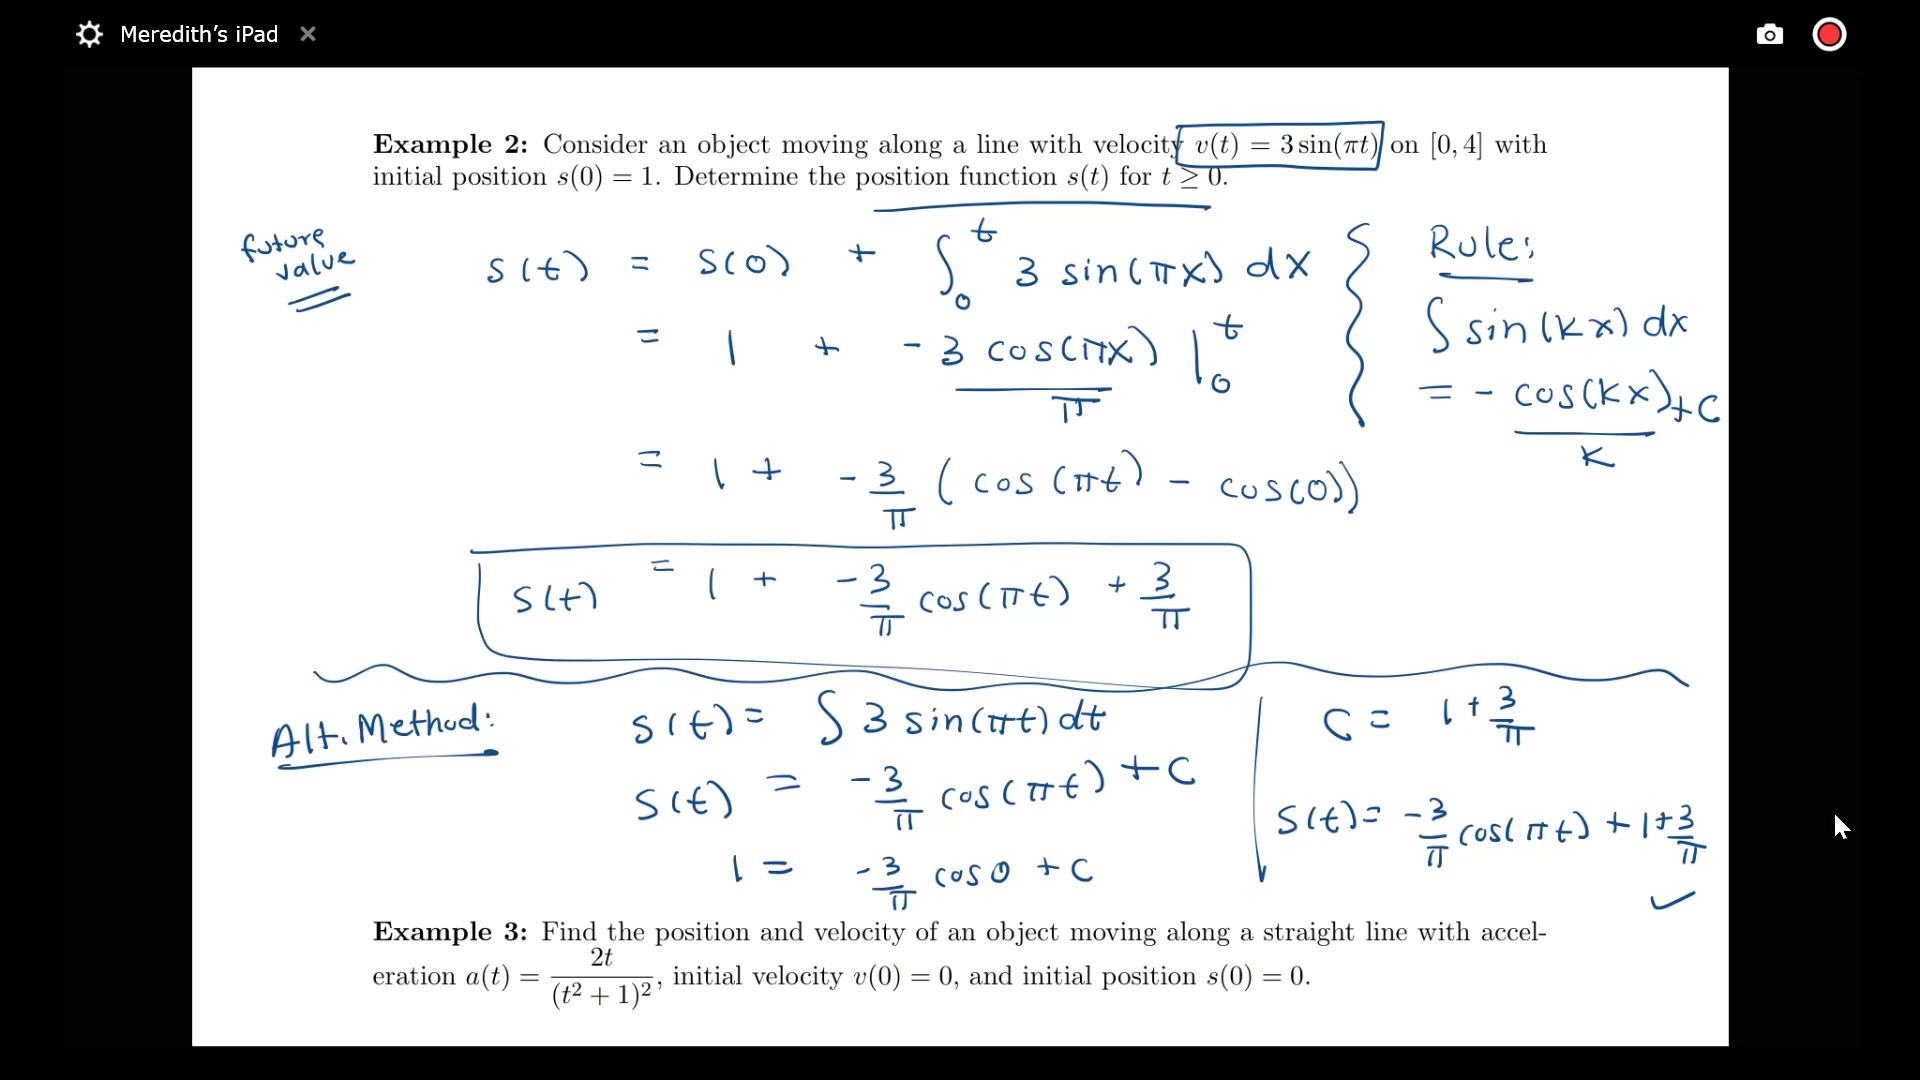 Meredith's iPad ×
Example 2: Consider an object moving along a line with velocity v(t) = 3 sin(πt) on [0, 4] with
initial position s(0) = 1. Determine the position function s(t) for t ≥ 0.
future
value
s(t) = s(0) + ∫₀ᵗ 3 sin(πx) dx
= 1 + -3 cos(πx)/π |₀ᵗ
= 1 + -3/π (cos(πt) - cos(0))
s(t) = 1 + -3/π cos(πt) + 3/π
Rule:
∫ sin(kx) dx
= - cos(kx)/k + C
Alt. Method:
s(t) = ∫ 3 sin(πt) dt
s(t) = -3/π cos(πt) + C
1 = -3/π cos 0 + C
C = 1 + 3/π
s(t) = -3/π cos(πt) + 1 + 3/π
Example 3: Find the position and velocity of an object moving along a straight line with accel-
eration a(t) = 2t/(t² + 1)², initial velocity v(0) = 0, and initial position s(0) = 0.